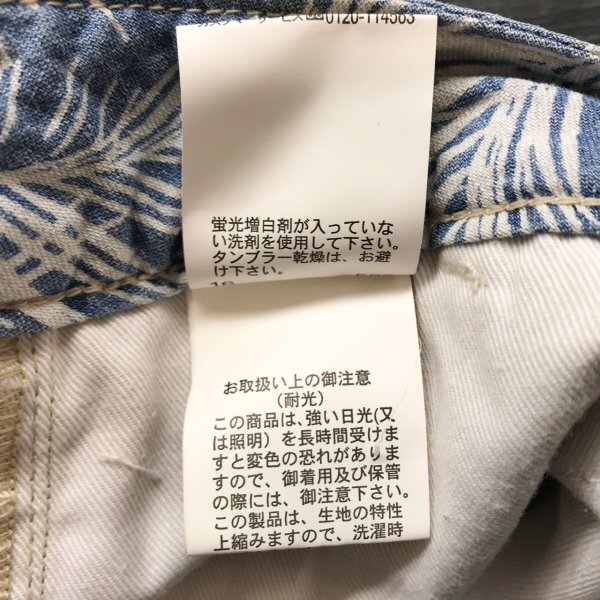 サービス 0120-114563
蛍光増白剤が入っていな
い洗剤を使用して下さい。
タンブラー乾燥は、お避
け下さい。
お取扱い上の御注意
(耐光)
この商品は、強い日光(又
は照明)を長時間受けま
すと変色の恐れがありま
すので、御着用及び保管
の際には、御注意下さい。
この製品は、生地の特性
上縮みますので、洗濯時